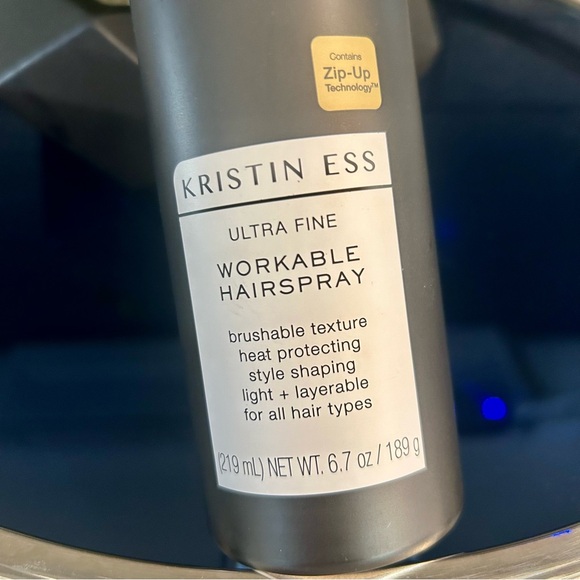 Contains
Zip-Up
Technology™
KRISTIN ESS
ULTRA FINE
WORKABLE
HAIRSPRAY
brushable texture
heat protecting
style shaping
light + layerable
for all hair types
(219 mL) NET WT. 6.7 oz / 189 g